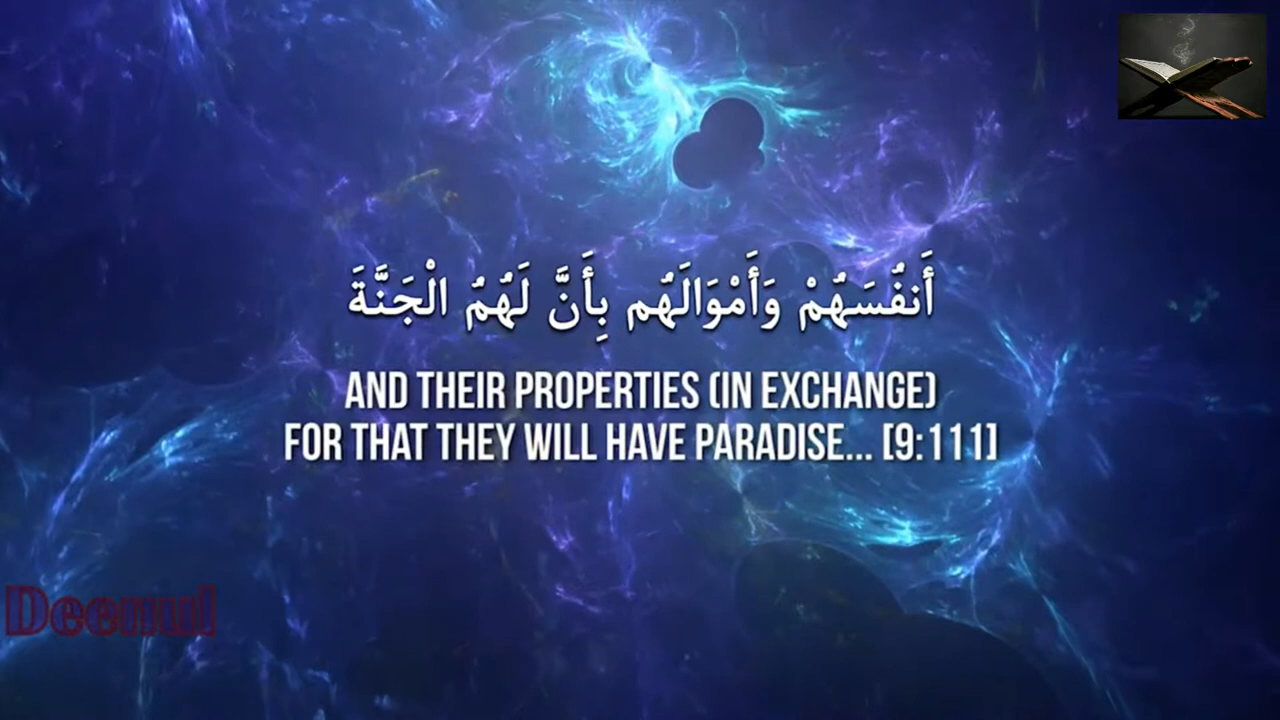 أَنفُسَهُمْ وَأَمْوَالَهُم بِأَنَّ لَهُمُ الْجَنَّةَ
AND THEIR PROPERTIES (IN EXCHANGE)
FOR THAT THEY WILL HAVE PARADISE... [9:111]
Deenul